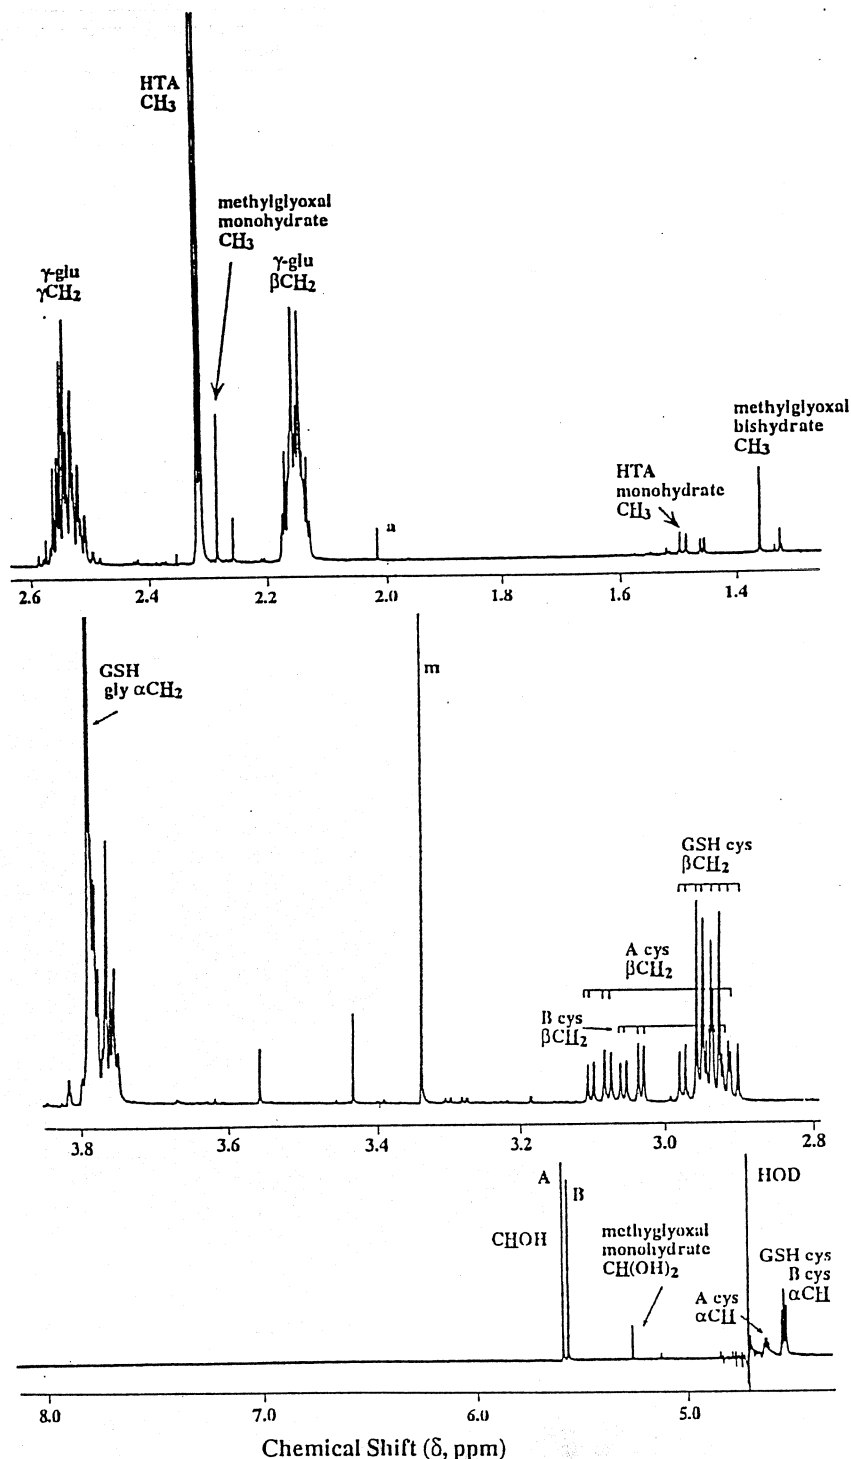 HTA
CH3
methylglyoxal
monohydrate
CH3
γ-glu
γCH2
γ-glu
βCH2
methylglyoxal
bishydrate
CH3
HTA
monohydrate
CH3
a
2.6 2.4 2.2 2.0 1.8 1.6 1.4
GSH
gly αCH2
m
GSH cys
βCH2
A cys
βCH2
B cys
βCH2
3.8 3.6 3.4 3.2 3.0 2.8
A
B
HOD
CHOH
methyglyoxal
monohydrate
CH(OH)2
GSH cys
B cys
αCH
A cys
αCH
8.0 7.0 6.0 5.0
Chemical Shift (δ, ppm)